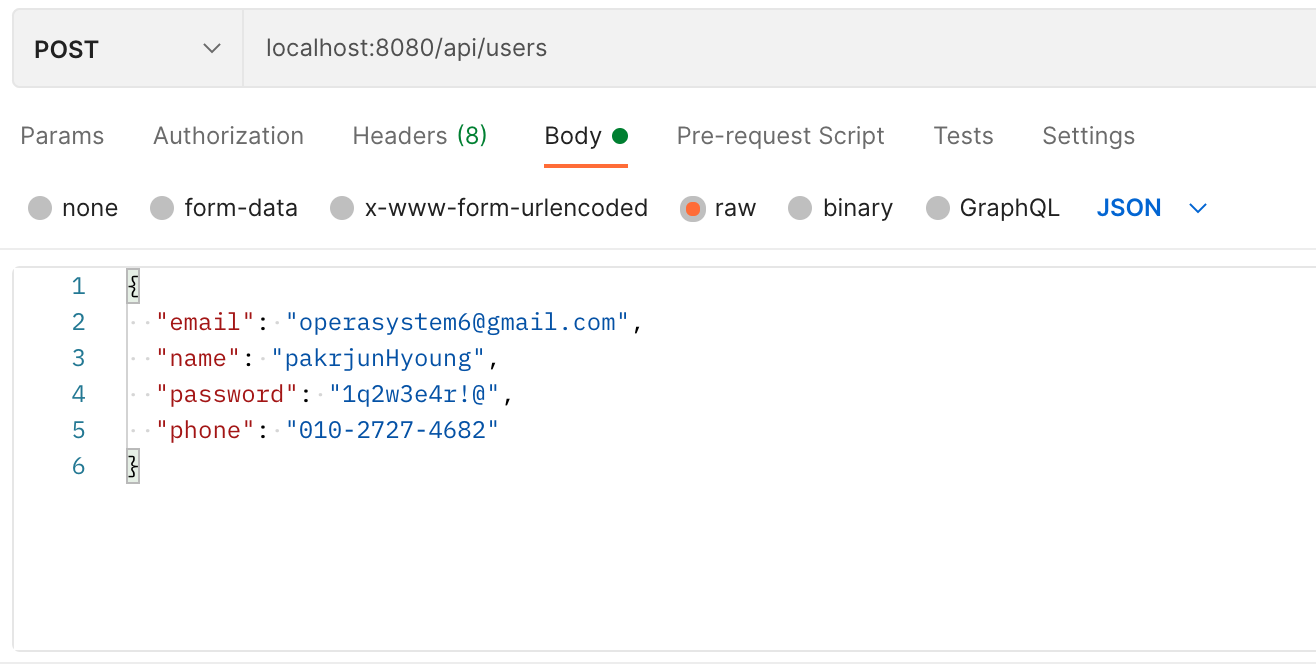 POST localhost:8080/api/users
Params Authorization Headers (8) Body Pre-request Script Tests Settings
none form-data x-www-form-urlencoded raw binary GraphQL JSON
1 {
2 "email": "operasystem6@gmail.com",
3 "name": "pakrjunHyoung",
4 "password": "1q2w3e4r!@",
5 "phone": "010-2727-4682"
6 }